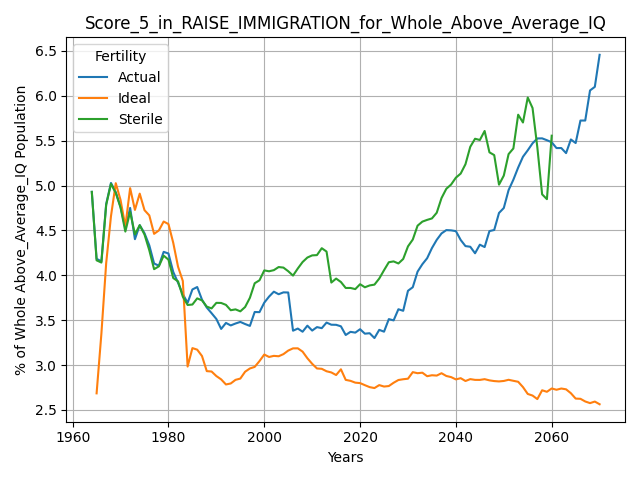 Score_5_in_RAISE_IMMIGRATION_for_Whole_Above_Average_IQ
Fertility
Actual
Ideal
Sterile
% of Whole Above_Average_IQ Population
6.5
6.0
5.5
5.0
4.5
4.0
3.5
3.0
2.5
1960
1980
2000
2020
2040
2060
Years